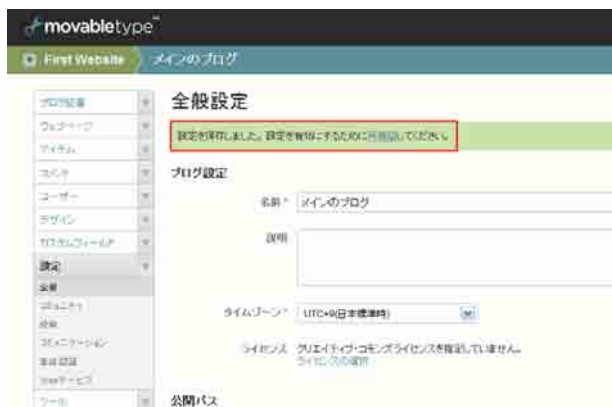 movabletype
First Website
メインのブログ
ブログ記事
ウェブページ
アイテム
コメント
ユーザー
デザイン
カスタムフィールド
設定
全般
コミュニティ
投稿
コミュニケーション
登録/認証
Webサービス
ツール
全般設定
設定を保存しました。設定を有効にするために再構築してください。
ブログ設定
名前*
メインのブログ
説明
タイムゾーン*
UTC+9(日本標準時)
ライセンス
クリエイティブ・コモンズライセンスを指定していません。
ライセンスの選択
公開パス